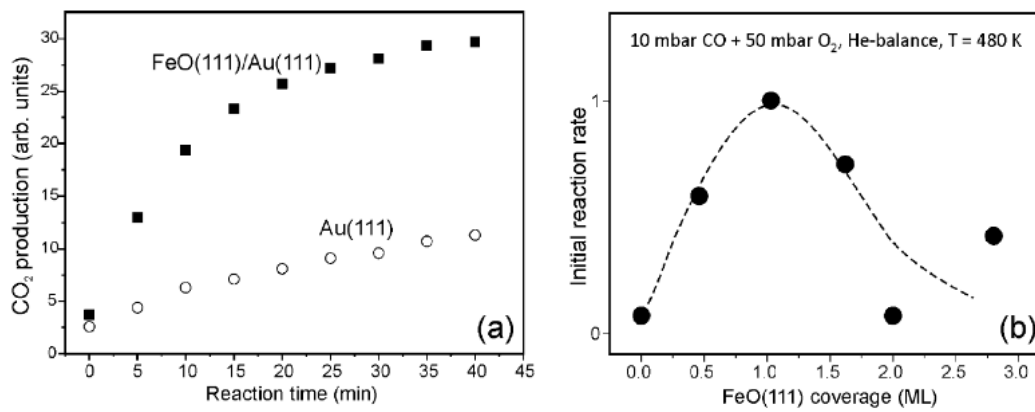 CO₂ production (arb. units)
30
25
20
15
10
5
0
FeO(111)/Au(111)
Au(111)
(a)
0 5 10 15 20 25 30 35 40 45
Reaction time (min)
10 mbar CO + 50 mbar O₂, He-balance, T = 480 K
Initial reaction rate
1
0
(b)
0.0 0.5 1.0 1.5 2.0 2.5 3.0
FeO(111) coverage (ML)